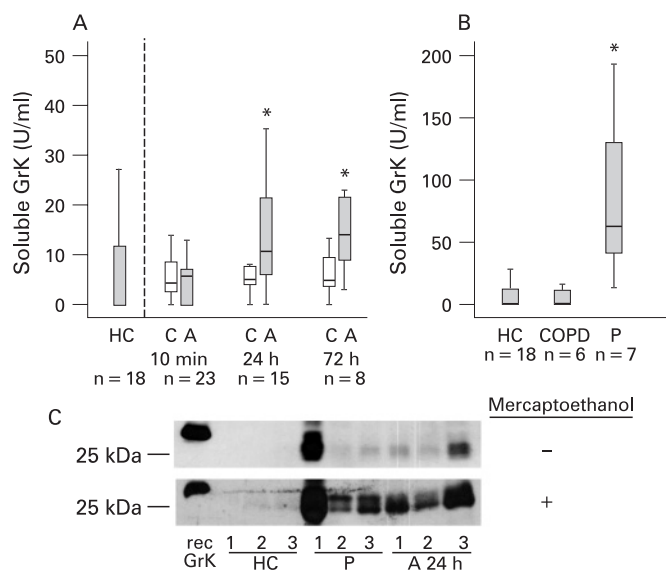 A
B
Soluble GrK (U/ml)
50
40
30
20
10
0
*
*
HC
C A
C A
C A
10 min
24 h
72 h
n = 18
n = 23
n = 15
n = 8
Soluble GrK (U/ml)
200
150
100
50
0
*
HC
COPD
P
n = 18
n = 6
n = 7
C
Mercaptoethanol
25 kDa
–
25 kDa
+
rec
GrK
1 2 3
1 2 3
1 2 3
HC
P
A 24 h